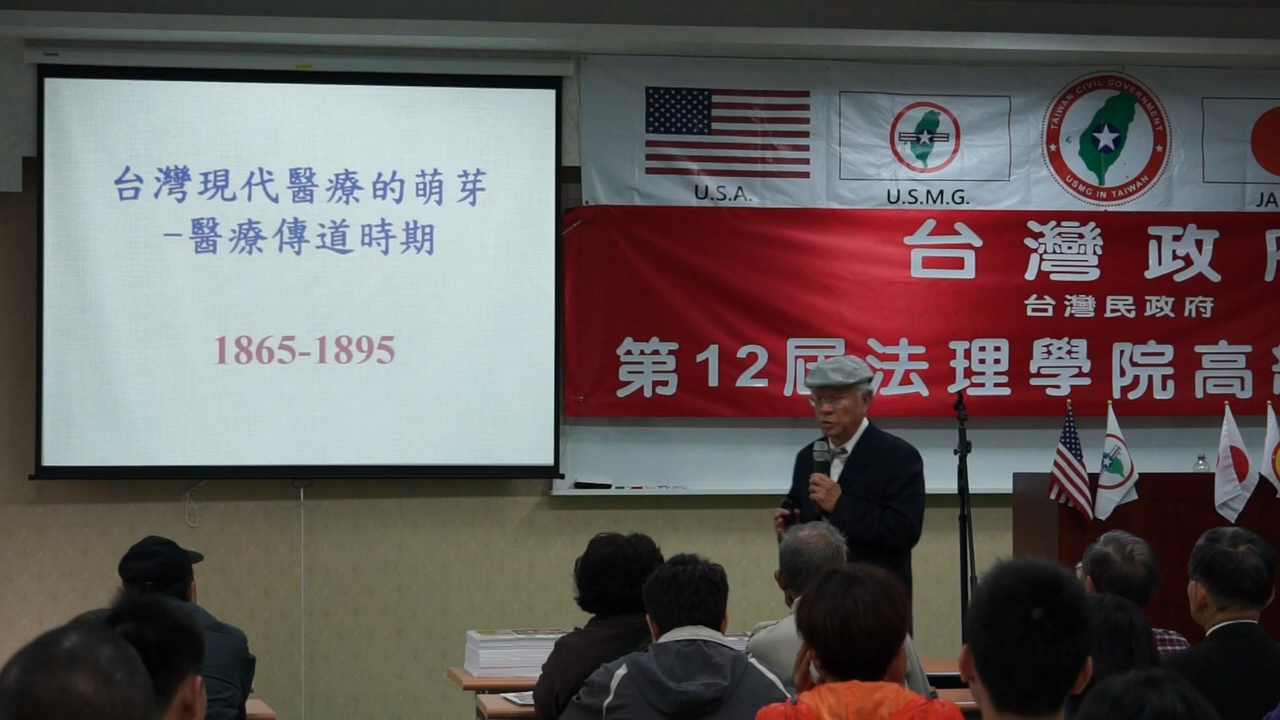 台灣現代醫療的萌芽
-醫療傳道時期
1865-1895
U.S.A.
U.S.M.G.
TAIWAN CIVIL GOVERNMENT
USMG IN TAIWAN
JA
台灣政
台灣民政府
第12屆法理學院高